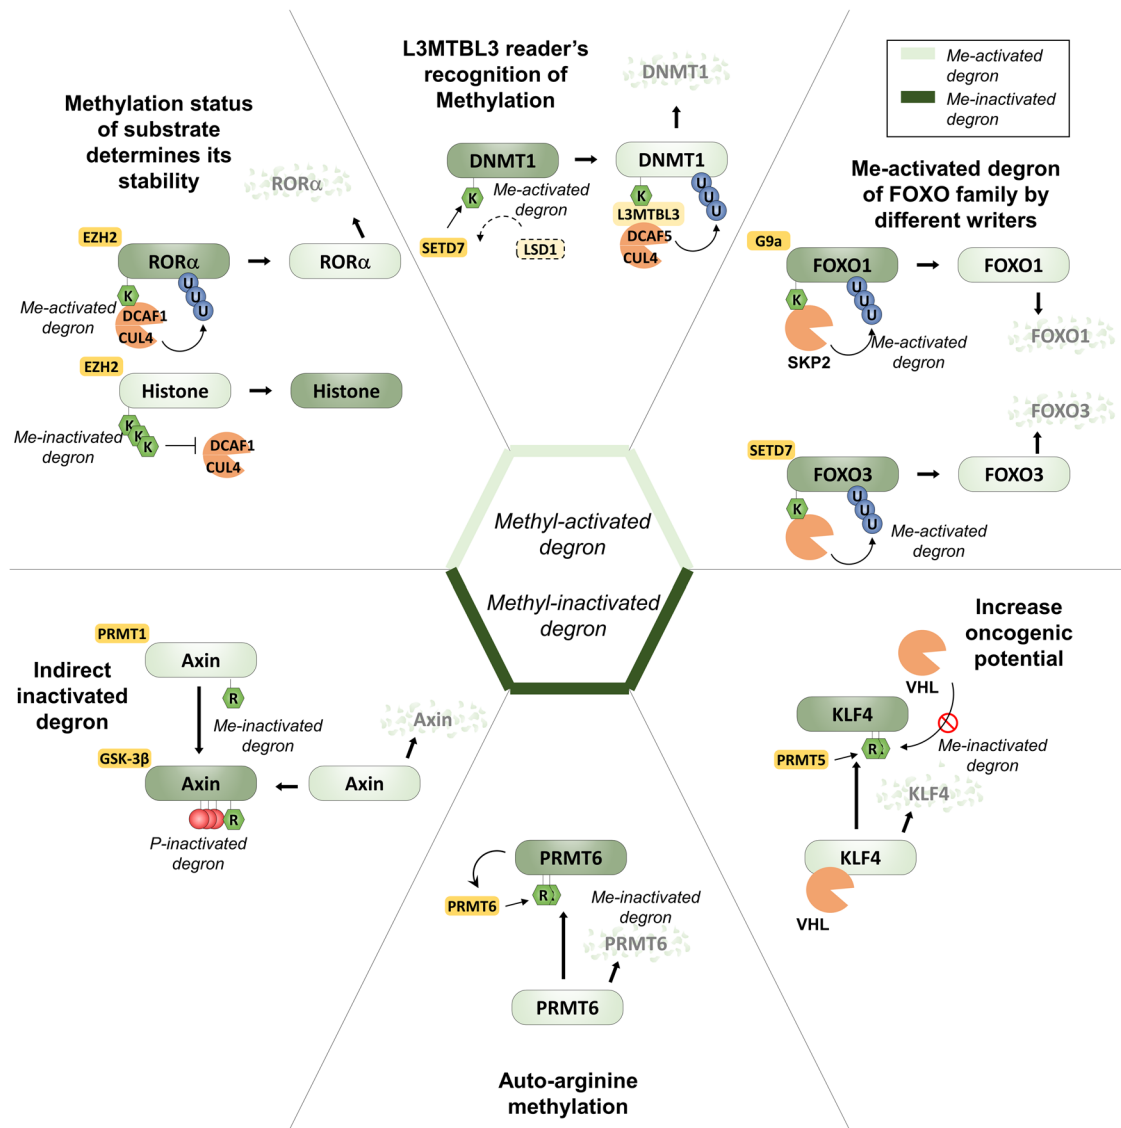 L3MTBL3 reader's
recognition of
Methylation
DNMT1
DNMT1
DNMT1
K
Me-activated
degron
SETD7
LSD1
K
U
U
U
L3MTBL3
DCAF5
CUL4
Me-activated
degron
Me-inactivated
degron
Methylation status
of substrate
determines its
stability
RORα
EZH2
RORα
RORα
U
U
U
K
Me-activated
degron
DCAF1
CUL4
EZH2
Histone
Histone
K
K
K
Me-inactivated
degron
DCAF1
CUL4
Me-activated degron
of FOXO family by
different writers
G9a
FOXO1
FOXO1
FOXO1
K
U
U
U
SKP2
Me-activated
degron
FOXO3
SETD7
FOXO3
FOXO3
K
U
U
U
Me-activated
degron
Methyl-activated
degron
Methyl-inactivated
degron
Indirect
inactivated
degron
PRMT1
Axin
R
Me-inactivated
degron
Axin
GSK-3β
Axin
Axin
R
P-inactivated
degron
PRMT6
PRMT6
R
Me-inactivated
degron
PRMT6
PRMT6
Auto-arginine
methylation
Increase
oncogenic
potential
VHL
KLF4
PRMT5
R
Me-inactivated
degron
KLF4
KLF4
VHL